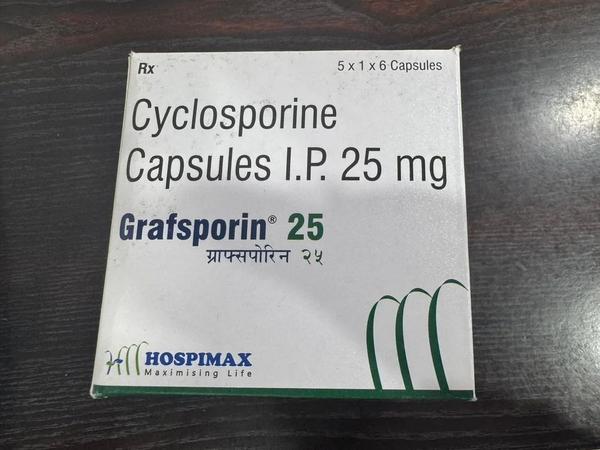 Rx
5 x 1 x 6 Capsules
Cyclosporine
Capsules I.P. 25 mg
Grafsporin® 25
ग्राफ्सपोरिन २५
HOSPIMAX
Maximising Life